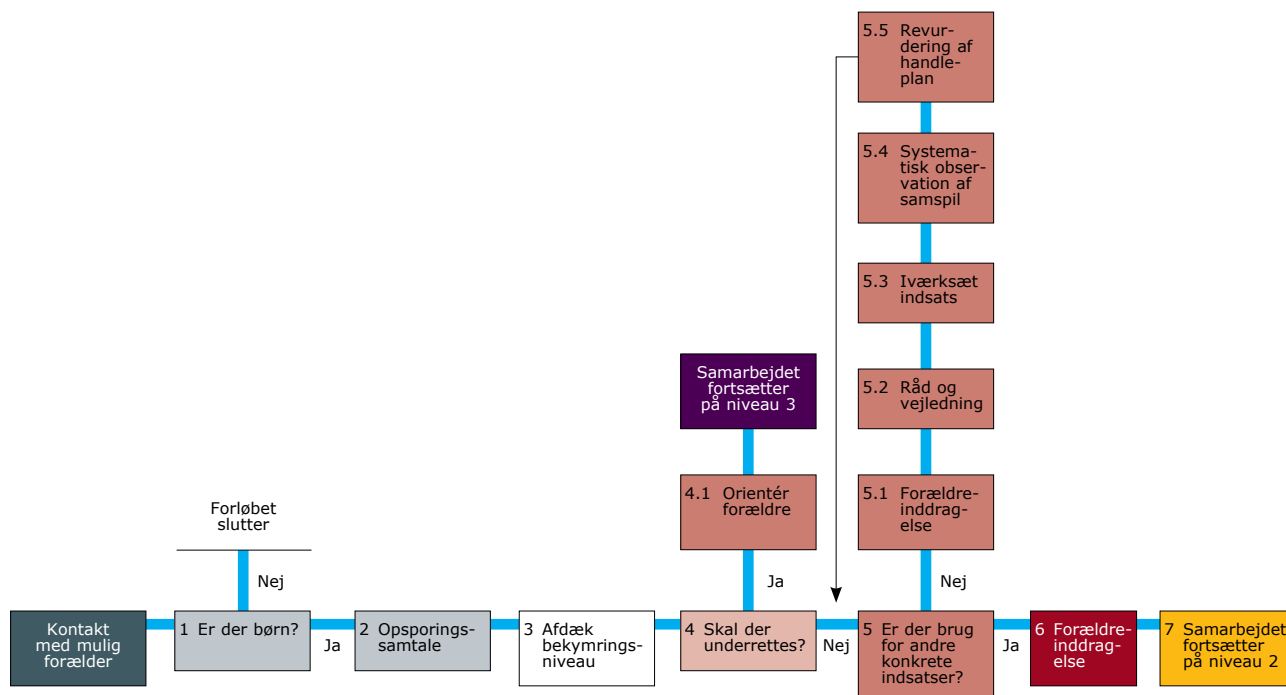 5.5 Revur-
dering af
handle-
plan
5.4 Systema-
tisk obser-
vation af
samspil
5.3 Iværksæt
indsats
Samarbejdet
fortsætter
på niveau 3
5.2 Råd og
vejledning
4.1 Orientér
forældre
5.1 Forældre-
inddrag-
else
Forløbet
slutter
Nej
Ja
Nej
Kontakt
med mulig
forælder
1 Er der børn?
Ja
2 Opsporings-
samtale
3 Afdæk
bekymrings-
niveau
4 Skal der
underrettes?
Nej
5 Er der brug
for andre
konkrete
indsatser?
Ja
6 Forældre-
inddrag-
else
7 Samarbejdet
fortsætter
på niveau 2